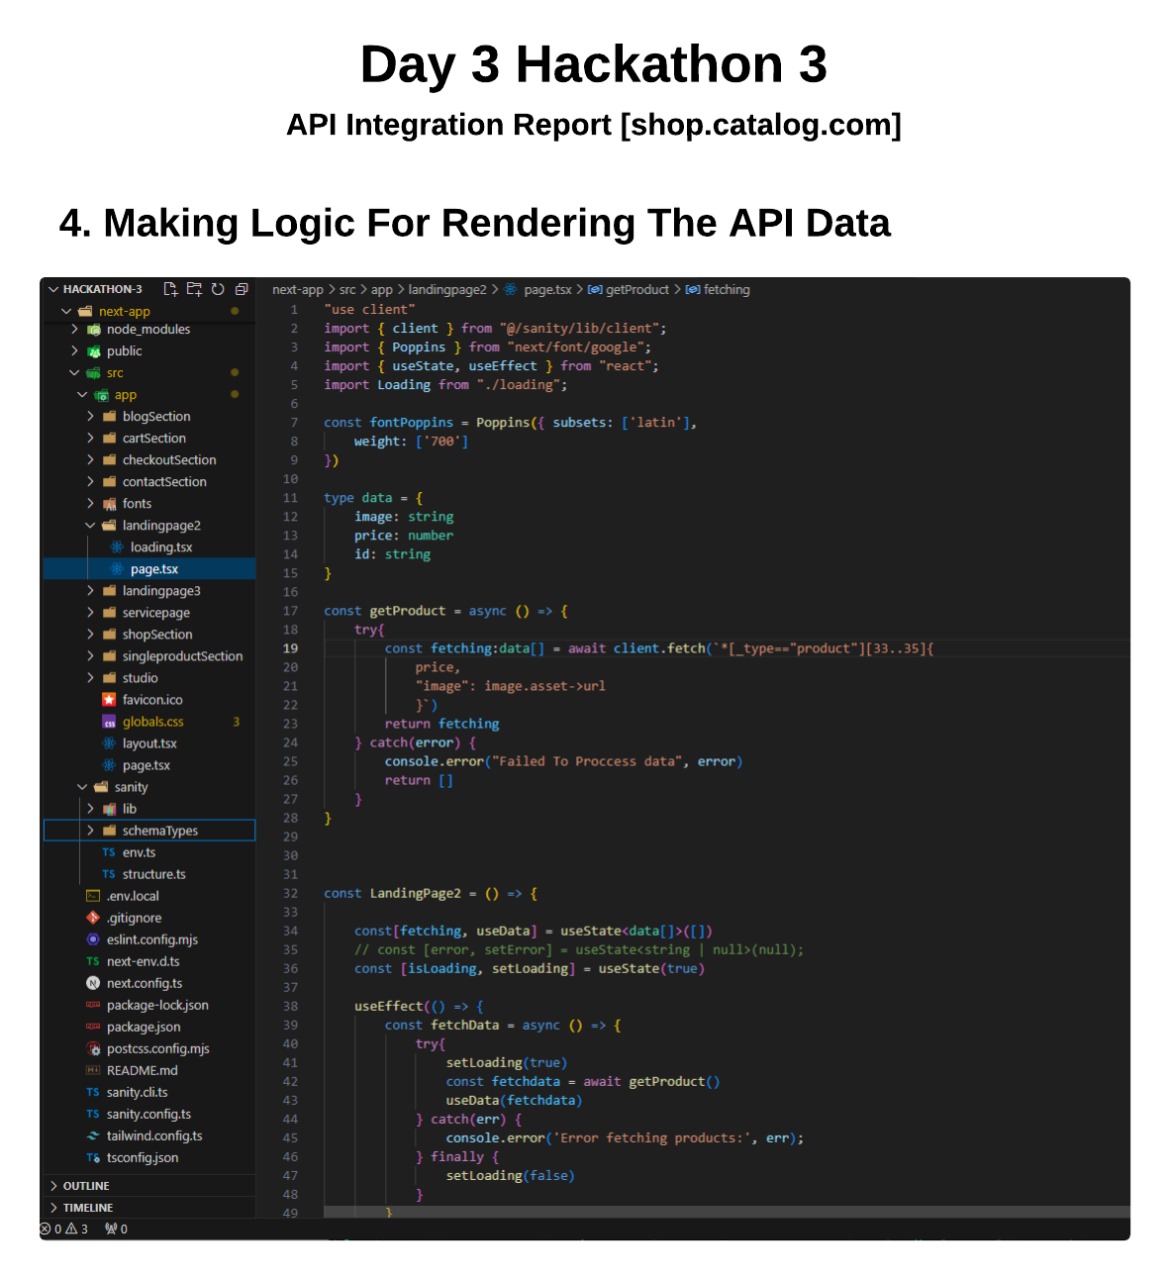 Day 3 Hackathon 3
API Integration Report [shop.catalog.com]
4. Making Logic For Rendering The API Data
HACKATHON-3
next-app
node_modules
public
src
app
blogSection
cartSection
checkoutSection
contactSection
fonts
landingpage2
loading.tsx
page.tsx
landingpage3
servicepage
shopSection
singleproductSection
studio
favicon.ico
globals.css 3
layout.tsx
page.tsx
sanity
lib
schemaTypes
TS env.ts
TS structure.ts
.env.local
.gitignore
eslint.config.mjs
TS next-env.d.ts
N next.config.ts
package-lock.json
package.json
postcss.config.mjs
README.md
TS sanity.cli.ts
TS sanity.config.ts
tailwind.config.ts
TS tsconfig.json
OUTLINE
TIMELINE
0 3 0
next-app > src > app > landingpage2 > page.tsx > getProduct > fetching
1 "use client"
2 import { client } from "@/sanity/lib/client";
3 import { Poppins } from "next/font/google";
4 import { useState, useEffect } from "react";
5 import Loading from "./loading";
6
7 const fontPoppins = Poppins({ subsets: ['latin'],
8 weight: ['700']
9 })
10
11 type data = {
12 image: string
13 price: number
14 id: string
15 }
16
17 const getProduct = async () => {
18 try{
19 const fetching:data[] = await client.fetch(`*[_type=="product"][33..35]{
20 price,
21 "image": image.asset->url
22 }`)
23 return fetching
24 } catch(error) {
25 console.error("Failed To Proccess data", error)
26 return []
27 }
28 }
29
30
31
32 const LandingPage2 = () => {
33
34 const[fetching, useData] = useState<data[]>([])
35 // const [error, setError] = useState<string | null>(null);
36 const [isLoading, setLoading] = useState(true)
37
38 useEffect(() => {
39 const fetchData = async () => {
40 try{
41 setLoading(true)
42 const fetchdata = await getProduct()
43 useData(fetchdata)
44 } catch(err) {
45 console.error('Error fetching products:', err);
46 } finally {
47 setLoading(false)
48 }
49 }